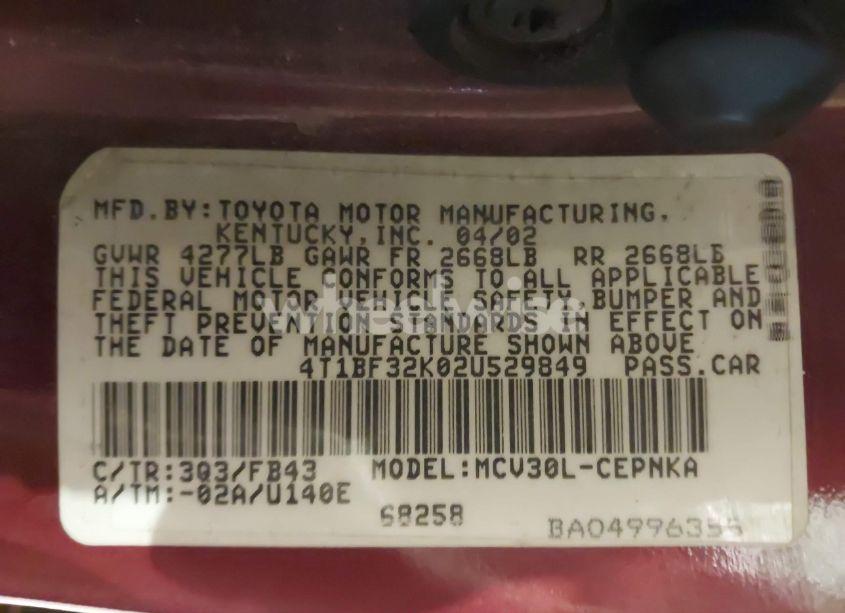 MFD.BY:TOYOTA MOTOR MANUFACTURING,
KENTUCKY,INC. 04/02
GVWR 4277LB GAWR FR 2668LB RR 2668LB
THIS VEHICLE CONFORMS TO ALL APPLICABLE
FEDERAL MOTOR VEHICLE SAFETY,BUMPER AND
THEFT PREVENTION STANDARDS IN EFFECT ON
THE DATE OF MANUFACTURE SHOWN ABOVE
4T1BF32K02U529849 PASS.CAR
C/TR:3Q3/FB43 MODEL:MCV30L-CEPNKA
A/TM:-02A/U140E
68258